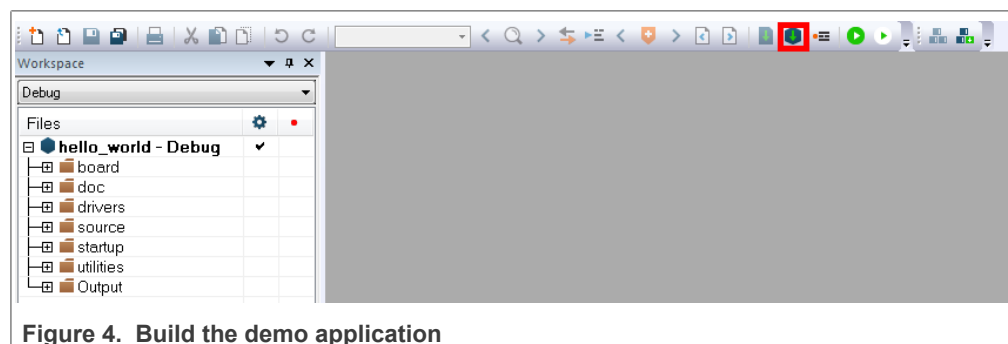 Workspace
Debug
Files
hello_world - Debug
board
doc
drivers
source
startup
utilities
Output
Figure 4. Build the demo application